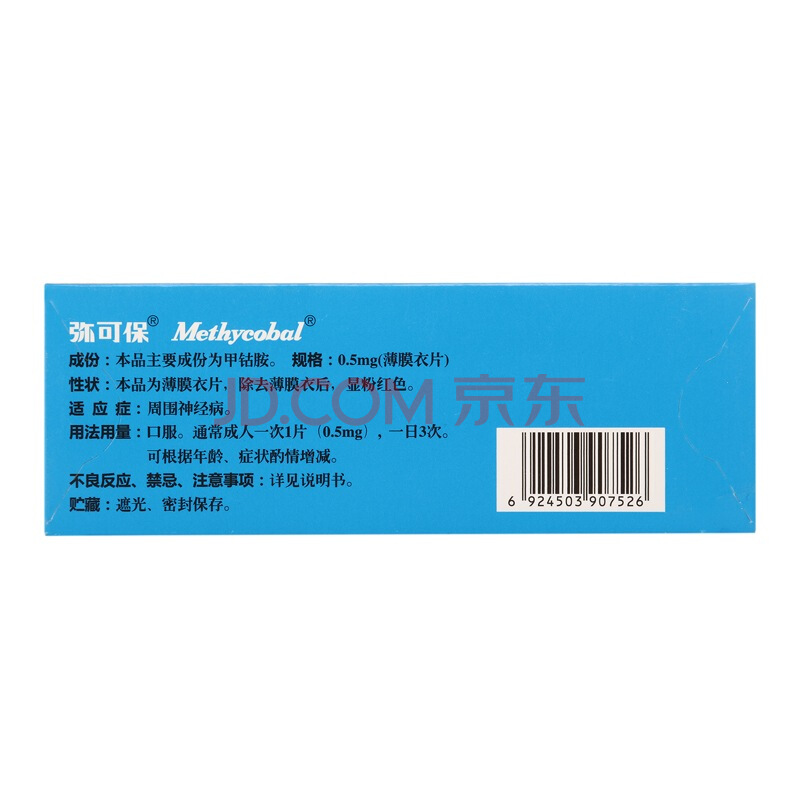 弥可保® Methycobal®
成份：本品主要成份为甲钴胺。 规格：0.5mg(薄膜衣片)
性状：本品为薄膜衣片，除去薄膜衣后，显粉红色。
JD.COM 京东
适应症：周围神经病。
用法用量：口服。通常成人一次1片（0.5mg），一日3次。
可根据年龄、症状酌情增减。
不良反应、禁忌、注意事项：详见说明书。
贮藏：遮光、密封保存。
6 924503 907526